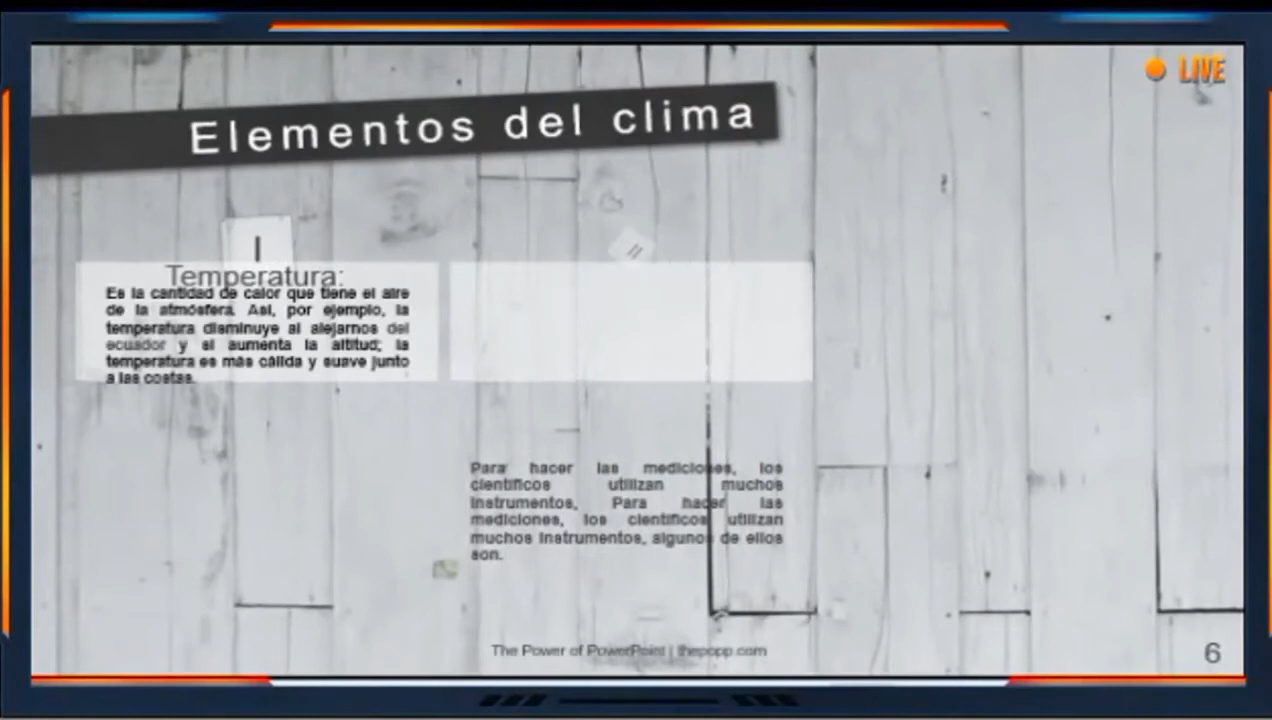 LIVE
Elementos del clima
I
Temperatura:
Es la cantidad de calor que tiene el aire
de la atmósfera. Así, por ejemplo, la
temperatura disminuye al alejarnos del
ecuador y si aumenta la altitud; la
temperatura es más cálida y suave junto
a las costas.
Para hacer las mediciones, los
científicos utilizan muchos
instrumentos, Para hacer las
mediciones, los científicos utilizan
muchos instrumentos, algunos de ellos
son.
The Power of PowerPoint | thepopp.com
6